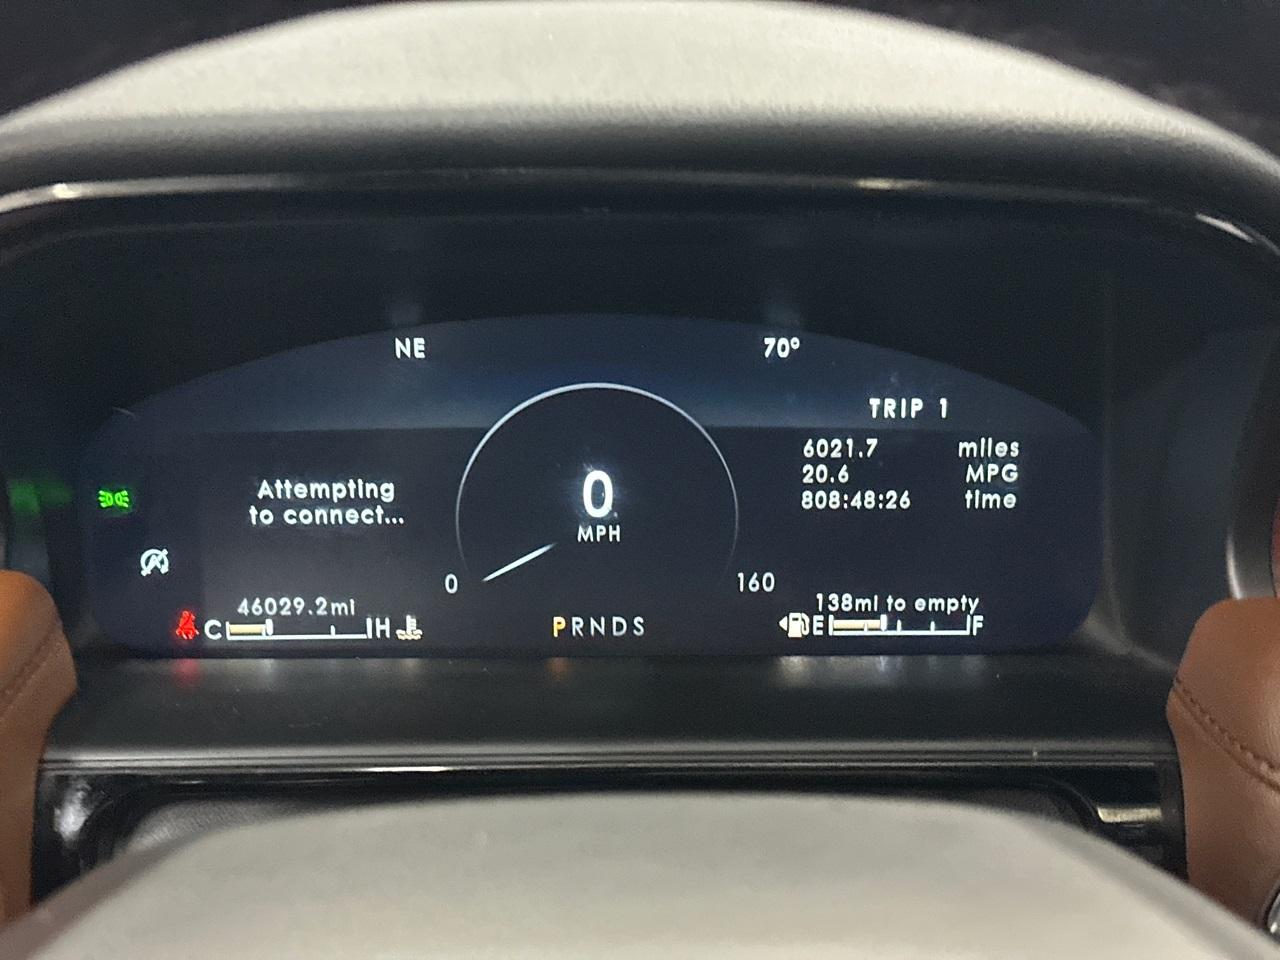 NE 70°
TRIP 1
6021.7 miles
20.6 MPG
808:48:26 time
Attempting
to connect...
0
MPH
0 160
46029.2mi
138mi to empty
C H
PRNDS
E F